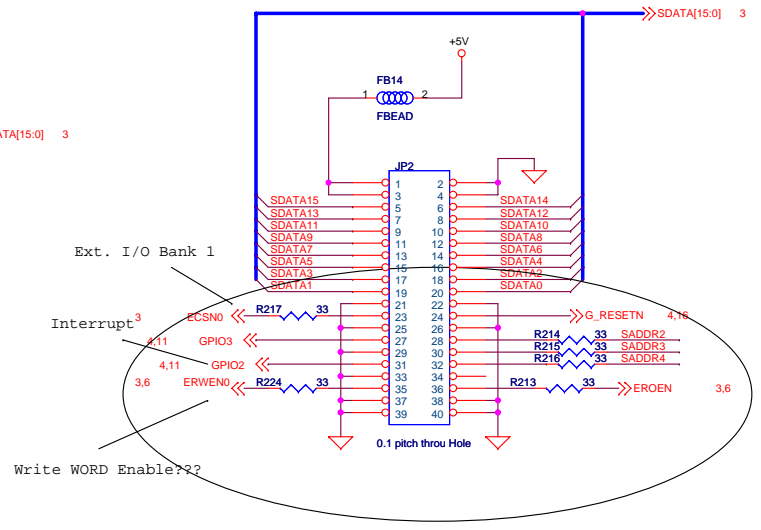 SDATA[15:0] 3
+5V
FB14
1 2
FBEAD
ATA[15:0] 3
JP2
1 2
3 4
SDATA15 5 6 SDATA14
SDATA13 7 8 SDATA12
SDATA11 9 10 SDATA10
SDATA9 11 12 SDATA8
SDATA7 13 14 SDATA6
SDATA5 15 16 SDATA4
SDATA3 17 18 SDATA2
SDATA1 19 20 SDATA0
Ext. I/O Bank 1
21 22
3 ECSN0 R217 33 23 24 G_RESETN 4,16
Interrupt
25 26
4,11 GPIO3 27 28 R214 33 SADDR2
29 30 R215 33 SADDR3
4,11 GPIO2 31 32 R216 33 SADDR4
33 34
3,6 ERWEN0 R224 33 35 36 R213 33 EROEN 3,6
37 38
39 40
0.1 pitch throu Hole
Write WORD Enable???